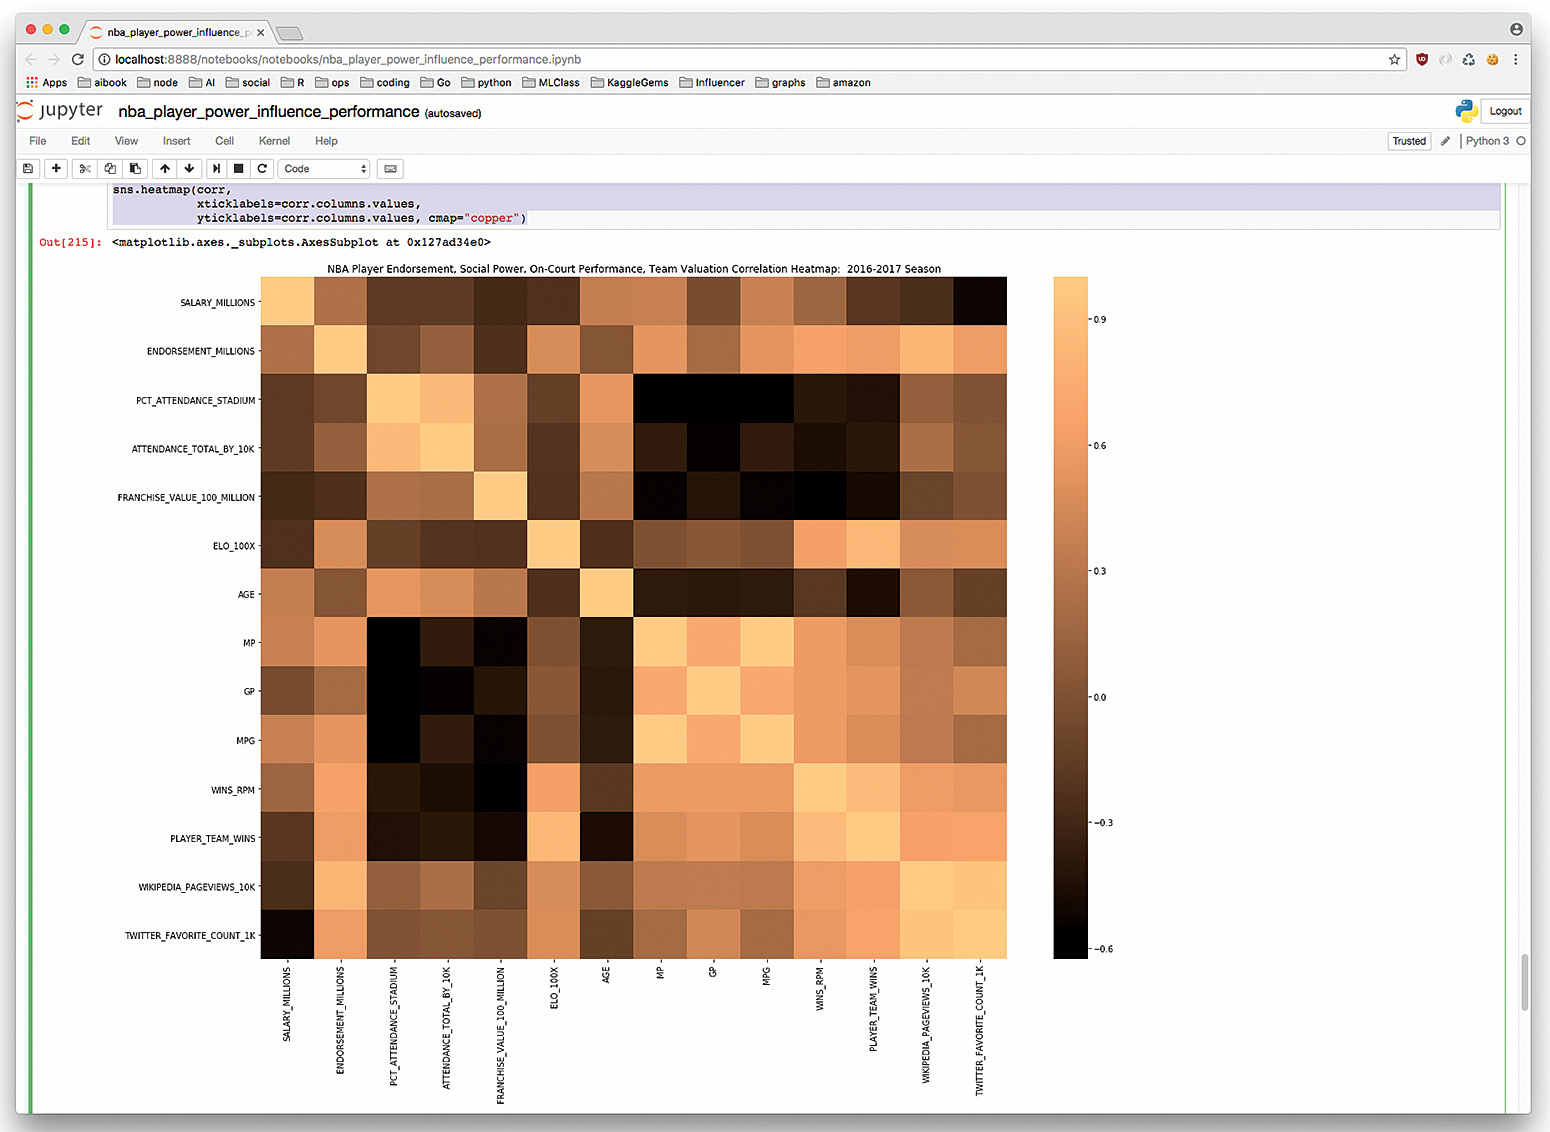 nba_player_power_influence_p
localhost:8888/notebooks/notebooks/nba_player_power_influence_performance.ipynb
Apps aibook node AI social R ops coding Go python MLClass KaggleGems Influencer graphs amazon
jupyter nba_player_power_influence_performance (autosaved) Logout
File Edit View Insert Cell Kernel Help Trusted Python 3
Code
sns.heatmap(corr,
xticklabels=corr.columns.values,
yticklabels=corr.columns.values, cmap="copper")
Out[215]: <matplotlib.axes._subplots.AxesSubplot at 0x127ad34e0>
NBA Player Endorsement, Social Power, On-Court Performance, Team Valuation Correlation Heatmap: 2016-2017 Season
SALARY_MILLIONS
ENDORSEMENT_MILLIONS
PCT_ATTENDANCE_STADIUM
ATTENDANCE_TOTAL_BY_10K
FRANCHISE_VALUE_100_MILLION
ELO_100X
AGE
MP
GP
MPG
WINS_RPM
PLAYER_TEAM_WINS
WIKIPEDIA_PAGEVIEWS_10K
TWITTER_FAVORITE_COUNT_1K
0.9
0.6
0.3
0.0
−0.3
−0.6
SALARY_MILLIONS
ENDORSEMENT_MILLIONS
PCT_ATTENDANCE_STADIUM
ATTENDANCE_TOTAL_BY_10K
FRANCHISE_VALUE_100_MILLION
ELO_100X
AGE
MP
GP
MPG
WINS_RPM
PLAYER_TEAM_WINS
WIKIPEDIA_PAGEVIEWS_10K
TWITTER_FAVORITE_COUNT_1K